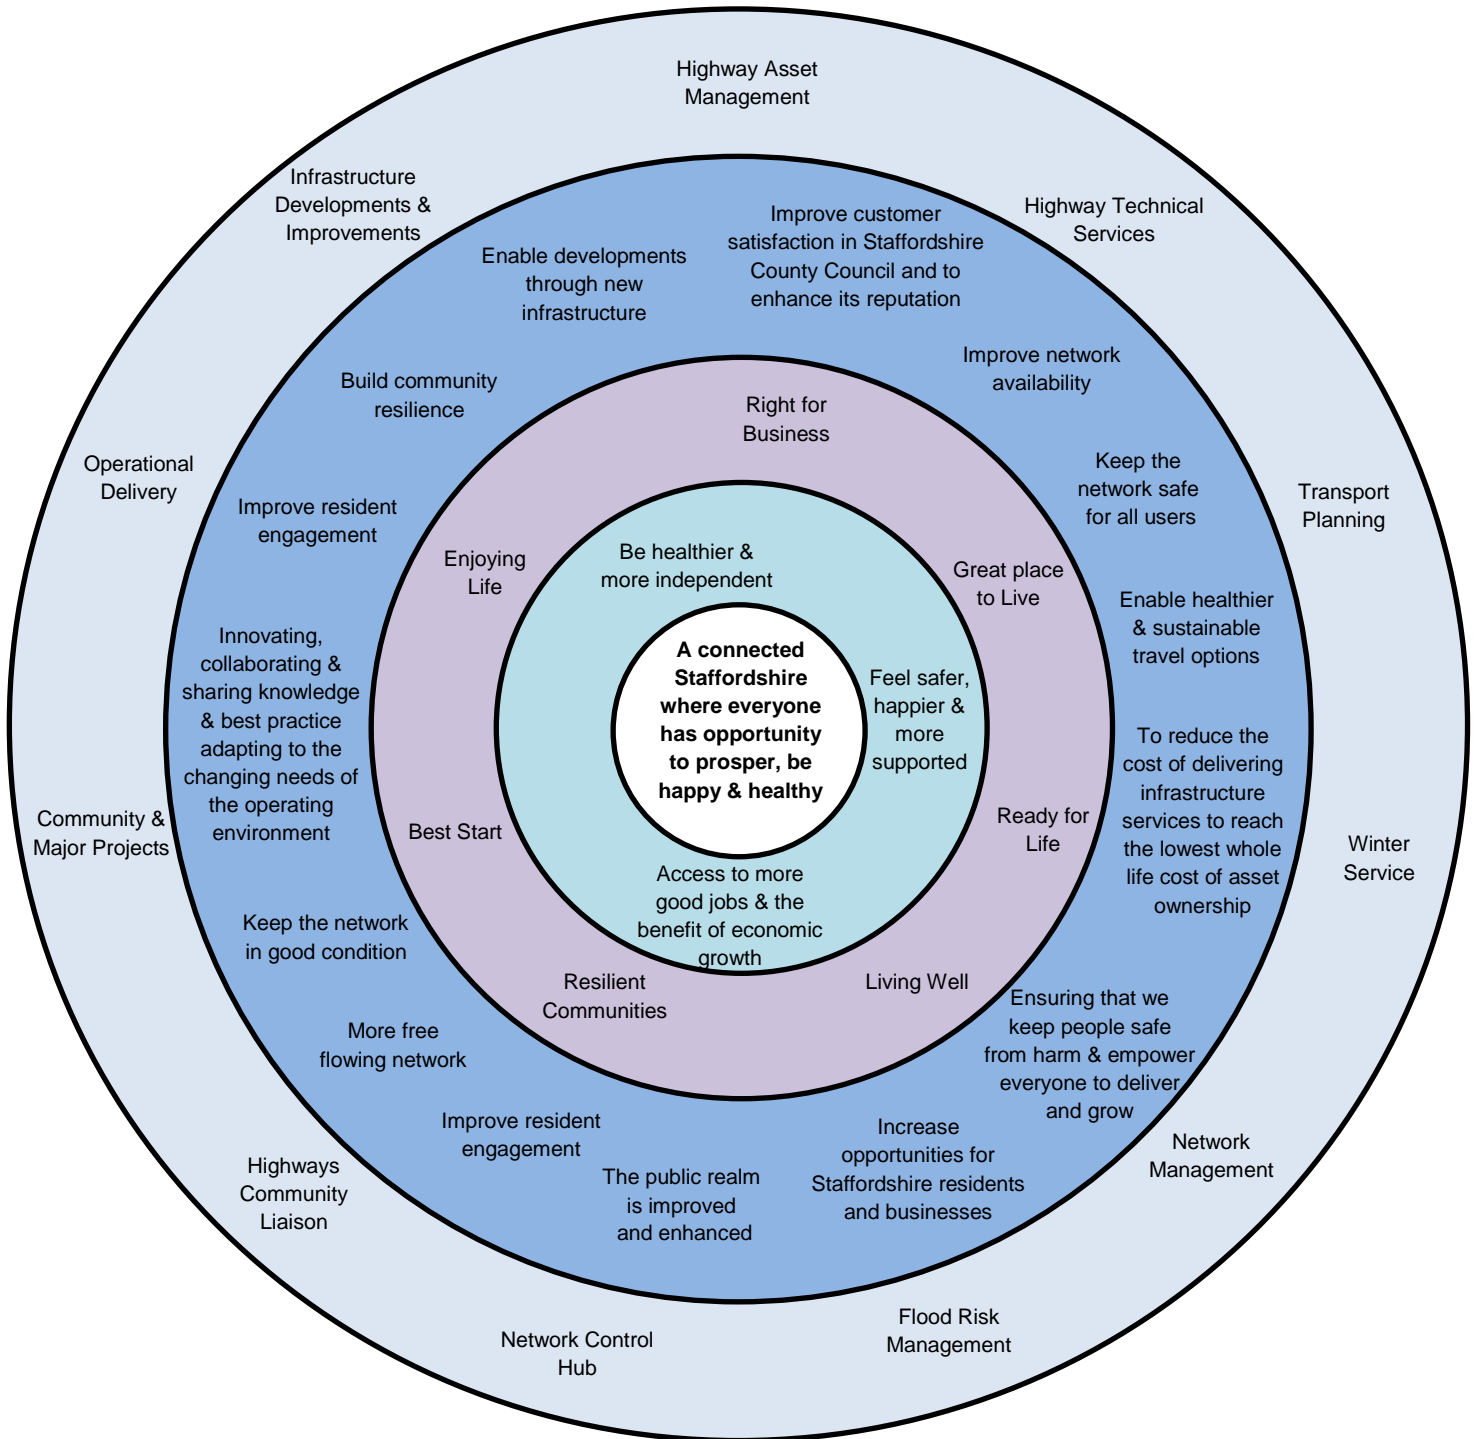 Highway Asset
Management
Highway Technical
Services
Transport
Planning
Winter
Service
Network
Management
Flood Risk
Management
Network Control
Hub
Highways
Community
Liaison
Community &
Major Projects
Operational
Delivery
Infrastructure
Developments &
Improvements
Improve customer
satisfaction in Staffordshire
County Council and to
enhance its reputation
Improve network
availability
Keep the
network safe
for all users
Enable healthier
& sustainable
travel options
To reduce the
cost of delivering
infrastructure
services to reach
the lowest whole
life cost of asset
ownership
Ensuring that we
keep people safe
from harm & empower
everyone to deliver
and grow
Increase
opportunities for
Staffordshire residents
and businesses
The public realm
is improved
and enhanced
Improve resident
engagement
More free
flowing network
Keep the network
in good condition
Innovating,
collaborating &
sharing knowledge
& best practice
adapting to the
changing needs of
the operating
environment
Improve resident
engagement
Build community
resilience
Enable developments
through new
infrastructure
Right for
Business
Great place
to Live
Ready for
Life
Living Well
Resilient
Communities
Best Start
Enjoying
Life
Be healthier &
more independent
Feel safer,
happier &
more
supported
Access to more
good jobs & the
benefit of economic
growth
A connected
Staffordshire
where everyone
has opportunity
to prosper, be
happy & healthy